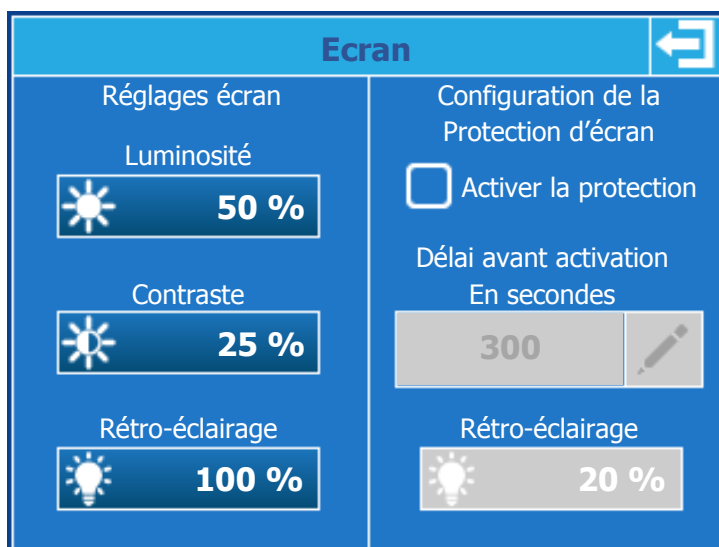 Ecran
Réglages écran
Luminosité
50 %
Contraste
25 %
Rétro-éclairage
100 %
Configuration de la
Protection d’écran
Activer la protection
Délai avant activation
En secondes
300
Rétro-éclairage
20 %